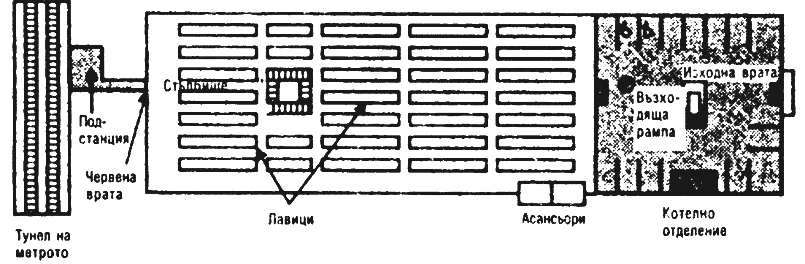 Стълбище
Изходна врата
Възхо-
дяща
рампа
Под-
станция
Червена
врата
Лавици
Асансьори
Котелно
отделение
Тунел на
метрото